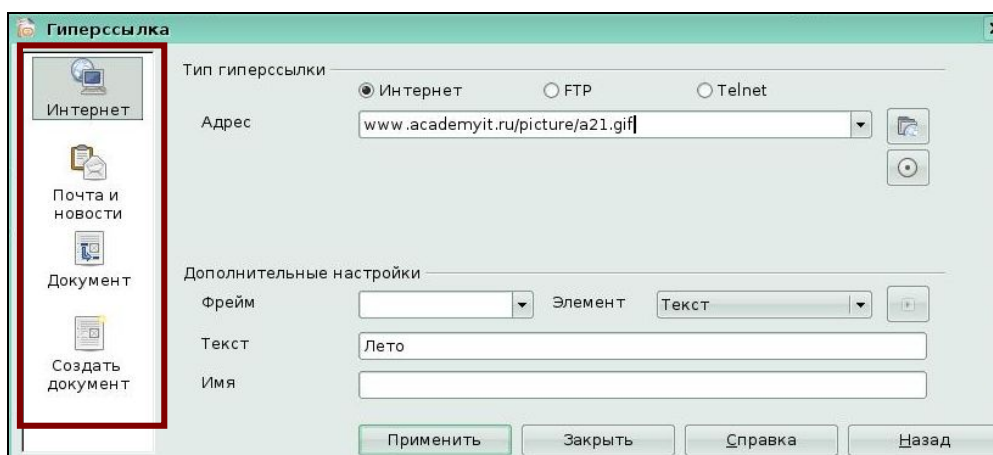 Гиперссылка
Интернет
Почта и
новости
Документ
Создать
документ
Тип гиперссылки
Интернет FTP Telnet
Адрес www.academyit.ru/picture/a21.gif
Дополнительные настройки
Фрейм Элемент Текст
Текст Лето
Имя
Применить Закрыть Справка Назад